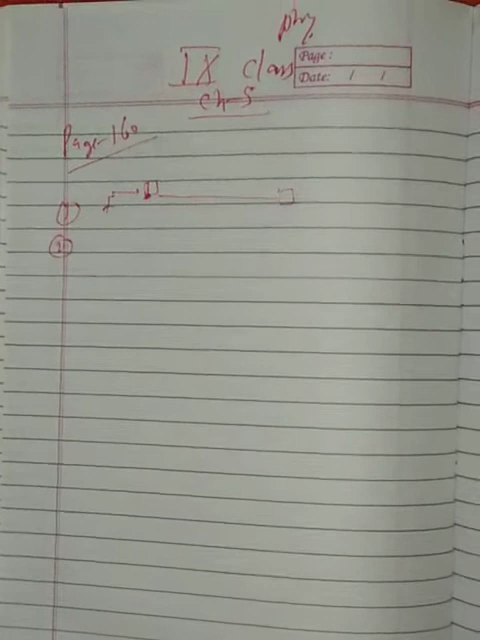 phy
IX class
Page:
Date: / /
ch-5
Page-160
1
2